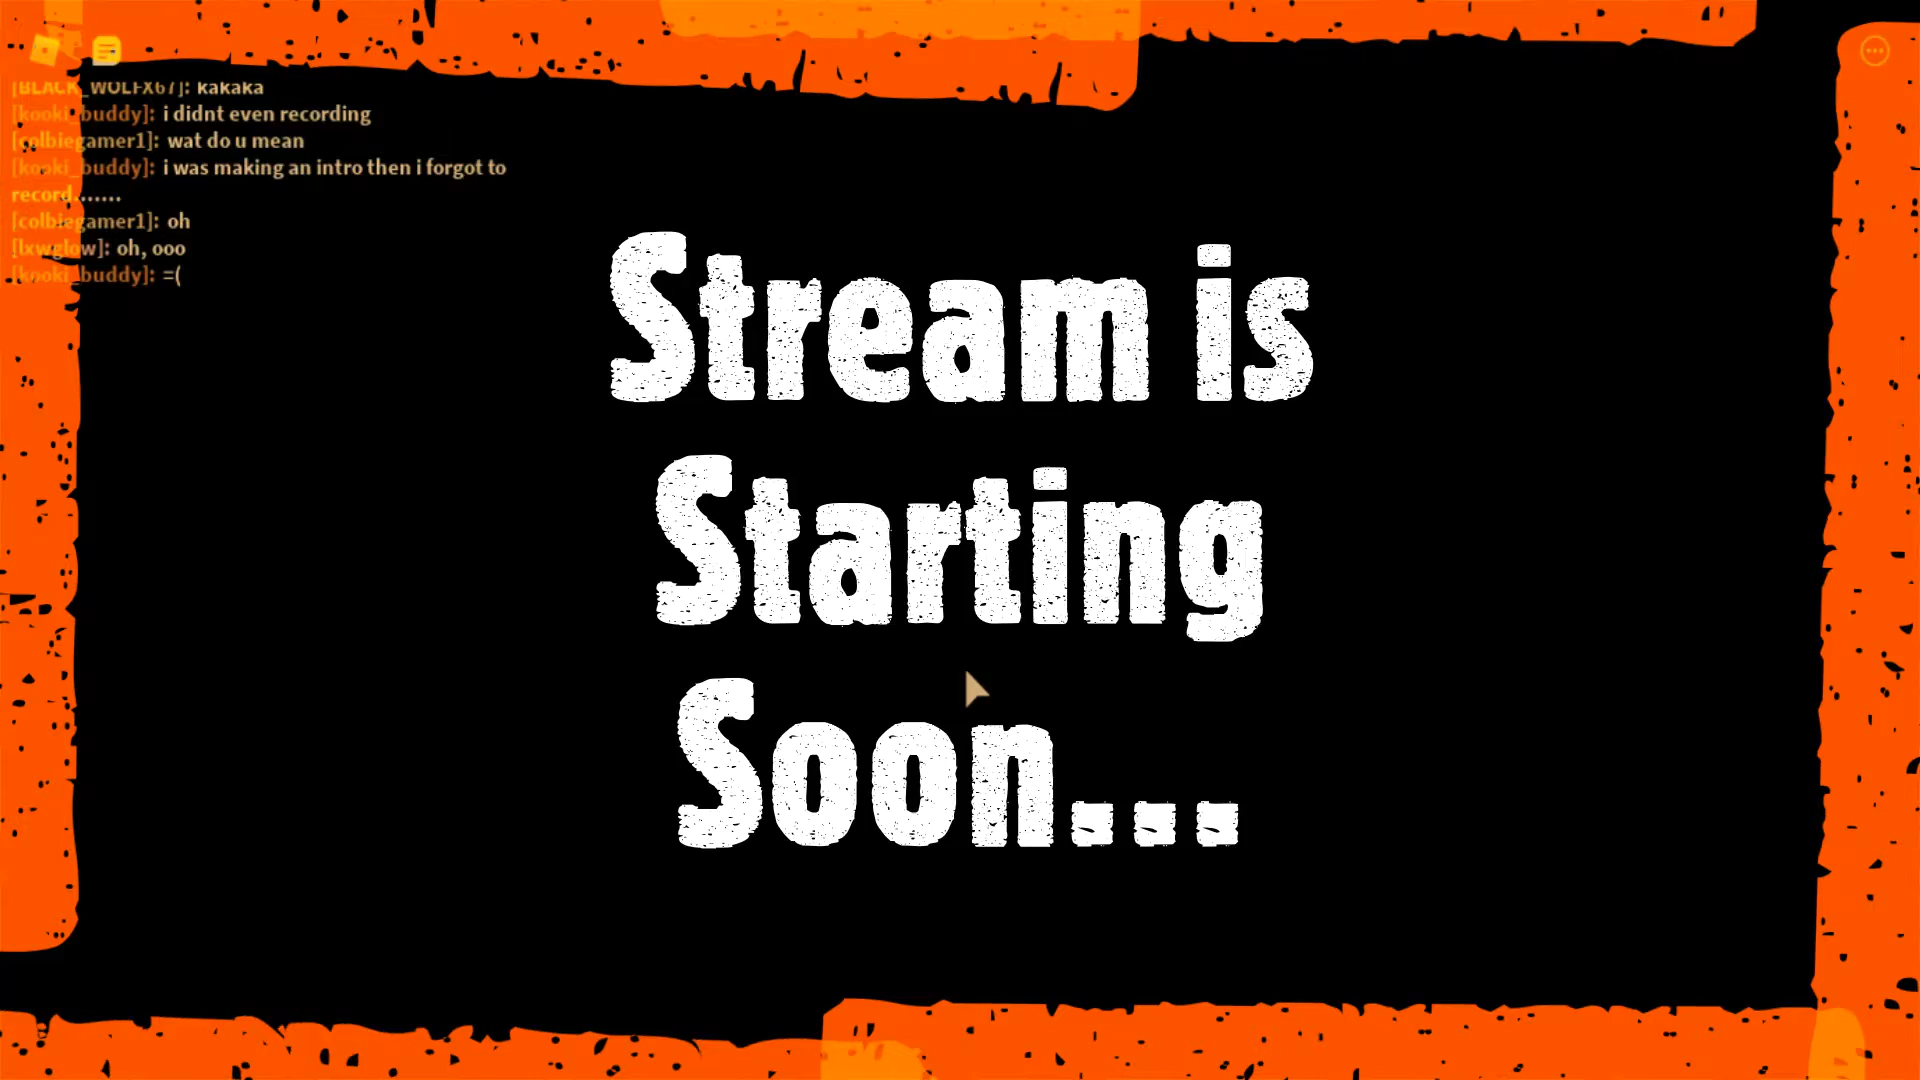 [BLACK_WOLFX67]: kakaka
[kooki_buddy]: i didnt even recording
[colbiegamer1]: wat do u mean
[kooki_buddy]: i was making an intro then i forgot to
record.......
[colbiegamer1]: oh
[lxwglow]: oh, ooo
[kooki_buddy]: =(
Stream is
Starting
Soon...